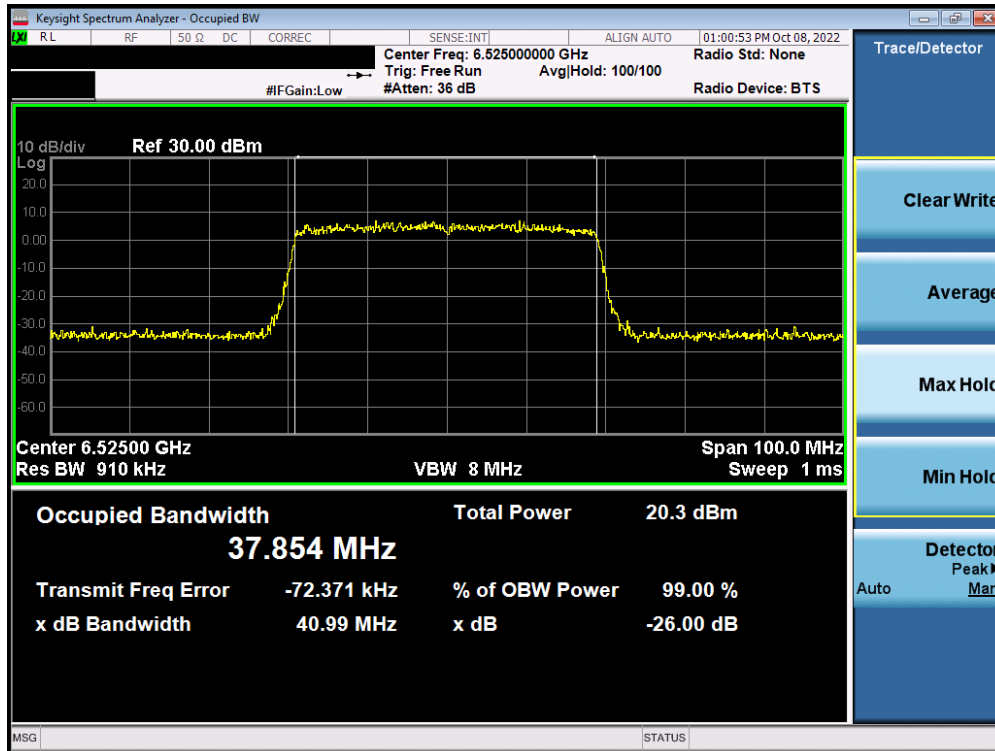 Keysight Spectrum Analyzer - Occupied BW
LXI RL RF 50 Ω DC CORREC SENSE:INT ALIGN AUTO 01:00:53 PM Oct 08, 2022
Center Freq: 6.525000000 GHz Radio Std: None
Trig: Free Run Avg|Hold: 100/100
#IFGain:Low #Atten: 36 dB Radio Device: BTS
Trace/Detector
10 dB/div Ref 30.00 dBm
Log
20.0
10.0
0.00
-10.0
-20.0
-30.0
-40.0
-50.0
-60.0
Center 6.52500 GHz Span 100.0 MHz
Res BW 910 kHz VBW 8 MHz Sweep 1 ms
Occupied Bandwidth Total Power 20.3 dBm
37.854 MHz
Transmit Freq Error -72.371 kHz % of OBW Power 99.00 %
x dB Bandwidth 40.99 MHz x dB -26.00 dB
Clear Write
Average
Max Hold
Min Hold
Detector
Peak
Auto Man
MSG STATUS